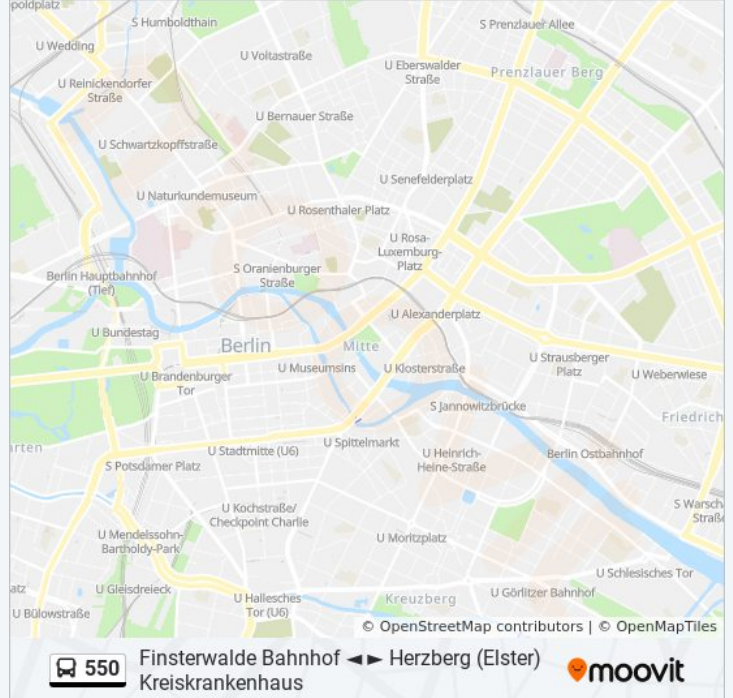 poldplatz
S Humboldthain
S Prenzlauer Allee
U Wedding
U Voltastraße
U Eberswalder
Straße
Prenzlauer Berg
U Reinickendorfer
Straße
U Bernauer Straße
U Schwartzkopffstraße
U Senefelderplatz
U Naturkundemuseum
U Rosenthaler Platz
U Rosa-
Luxemburg-
Platz
S Oranienburger
Straße
Berlin Hauptbahnhof
(Tief)
U Alexanderplatz
U Bundestag
Berlin
Mitte
U Strausberger
Platz
U Museumsins
U Klosterstraße
U Weberwiese
U Brandenburger
Tor
S Jannowitzbrücke
Friedrich
rten
U Spittelmarkt
U Stadtmitte (U6)
U Heinrich-
Heine-Straße
Berlin Ostbahnhof
S Potsdamer Platz
S Warsch
Straße
U Kochstraße/
Checkpoint Charlie
U Mendelssohn-
Bartholdy-Park
U Moritzplatz
U Schlesisches Tor
atz
U Gleisdreieck
U Görlitzer Bahnhof
U Hallesches
Tor (U6)
Kreuzberg
U Bülowstraße
© OpenStreetMap contributors | © OpenMapTiles
550
Finsterwalde Bahnhof ◄ ► Herzberg (Elster)
Kreiskrankenhaus
moovit